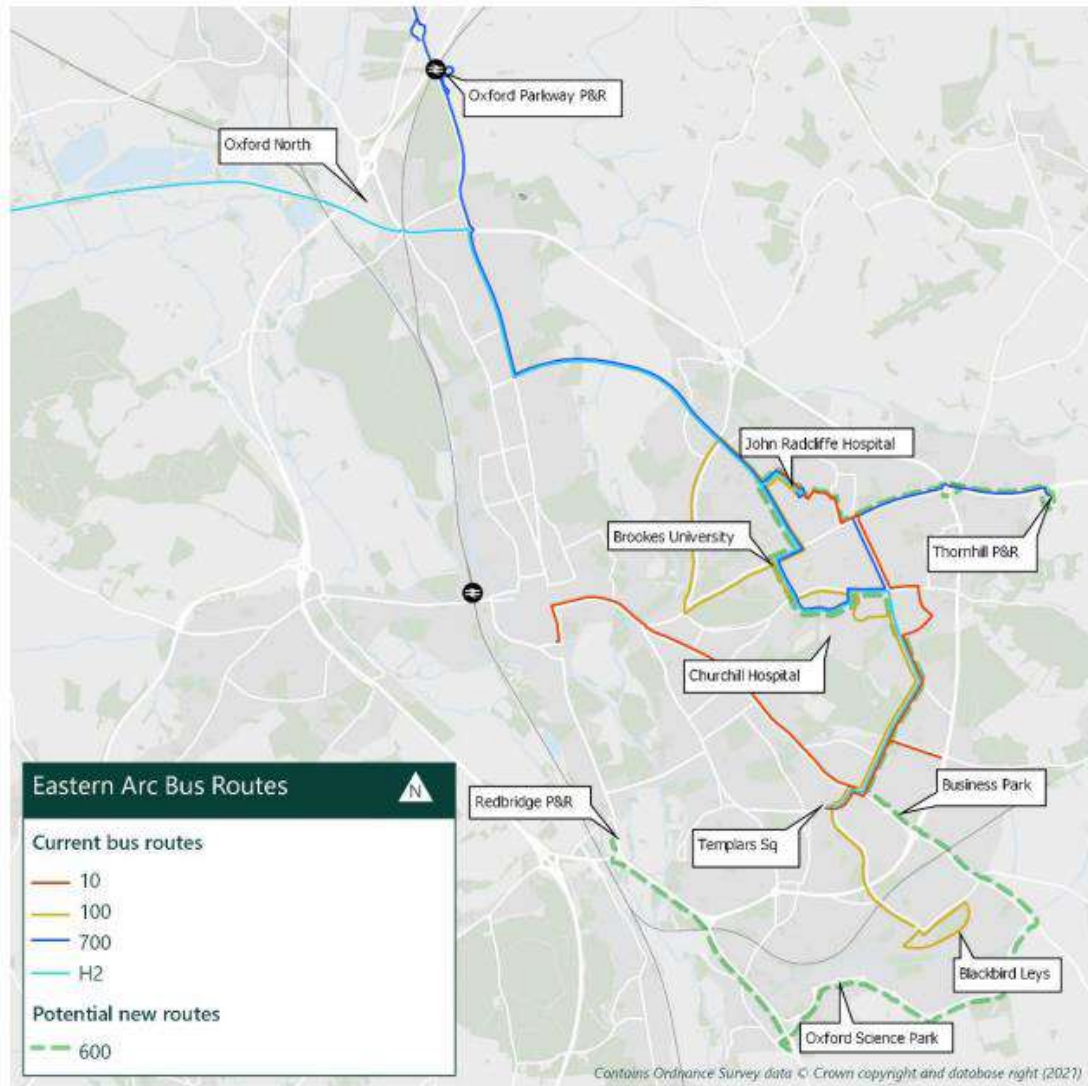 Oxford Parkway P&R
Oxford North
John Radcliffe Hospital
Brookes University
Thornhill P&R
Churchill Hospital
Redbridge P&R
Business Park
Templars Sq
Blackbird Leys
Oxford Science Park
Eastern Arc Bus Routes
N
Current bus routes
10
100
700
H2
Potential new routes
600
Contains Ordnance Survey data © Crown copyright and database right (2021)